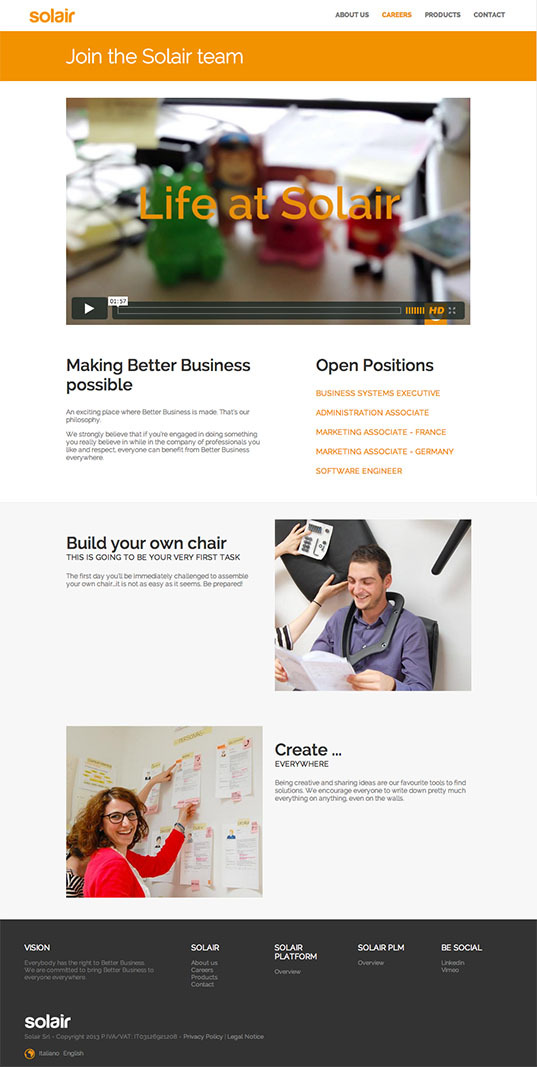 solair
ABOUT US CAREERS PRODUCTS CONTACT
Join the Solair team
Life at Solair
01:57
HD
Making Better Business
possible
An exciting place where Better Business is made. That's our
philosophy.
We strongly believe that if you're engaged in doing something
you really believe in while in the company of professionals you
like and respect, everyone can benefit from Better Business
everywhere.
Open Positions
BUSINESS SYSTEMS EXECUTIVE
ADMINISTRATION ASSOCIATE
MARKETING ASSOCIATE - FRANCE
MARKETING ASSOCIATE - GERMANY
SOFTWARE ENGINEER
Build your own chair
THIS IS GOING TO BE YOUR VERY FIRST TASK
The first day you'll be immediately challenged to assemble
your own chair...it is not as easy as it seems. Be prepared!
Create ...
EVERYWHERE
Being creative and sharing ideas are our favourite tools to find
solutions. We encourage everyone to write down pretty much
everything on anything, even on the walls.
VISION
Everybody has the right to Better Business.
We are committed to bring Better Business to
everyone everywhere.
SOLAIR
About us
Careers
Products
Contact
SOLAIR
PLATFORM
Overview
SOLAIR PLM
Overview
BE SOCIAL
Linkedin
Vimeo
solair
Solair Srl - Copyright 2013 P.IVA/VAT: IT03126921208 - Privacy Policy | Legal Notice
Italiano English